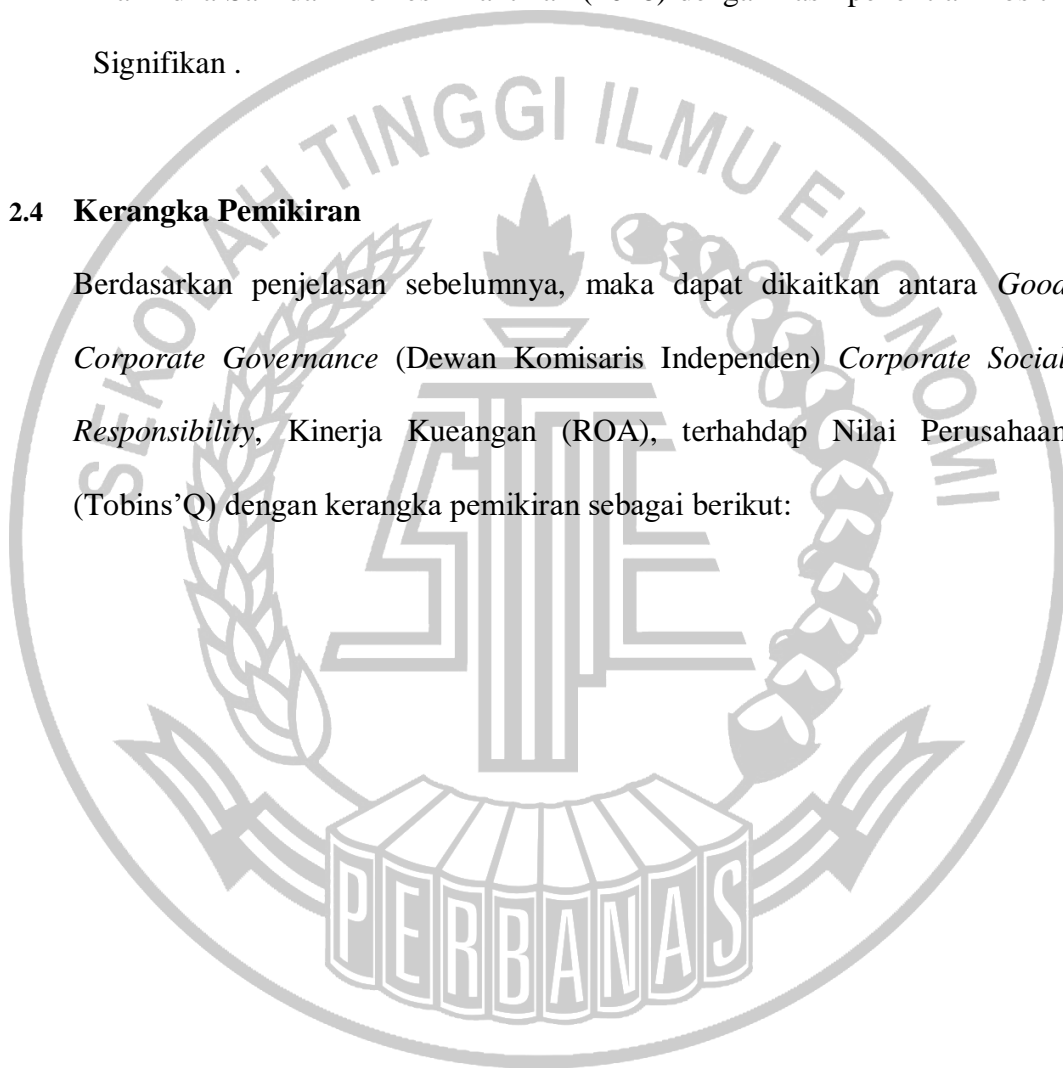 Signifikan .
SEKOLAH TINGGI ILMU EKONOMI
2.4 Kerangka Pemikiran
Berdasarkan penjelasan sebelumnya, maka dapat dikaitkan antara Good
Corporate Governance (Dewan Komisaris Independen) Corporate Social
Responsibility, Kinerja Kueangan (ROA), terhahdap Nilai Perusahaan
(Tobins’Q) dengan kerangka pemikiran sebagai berikut:
PERBANAS